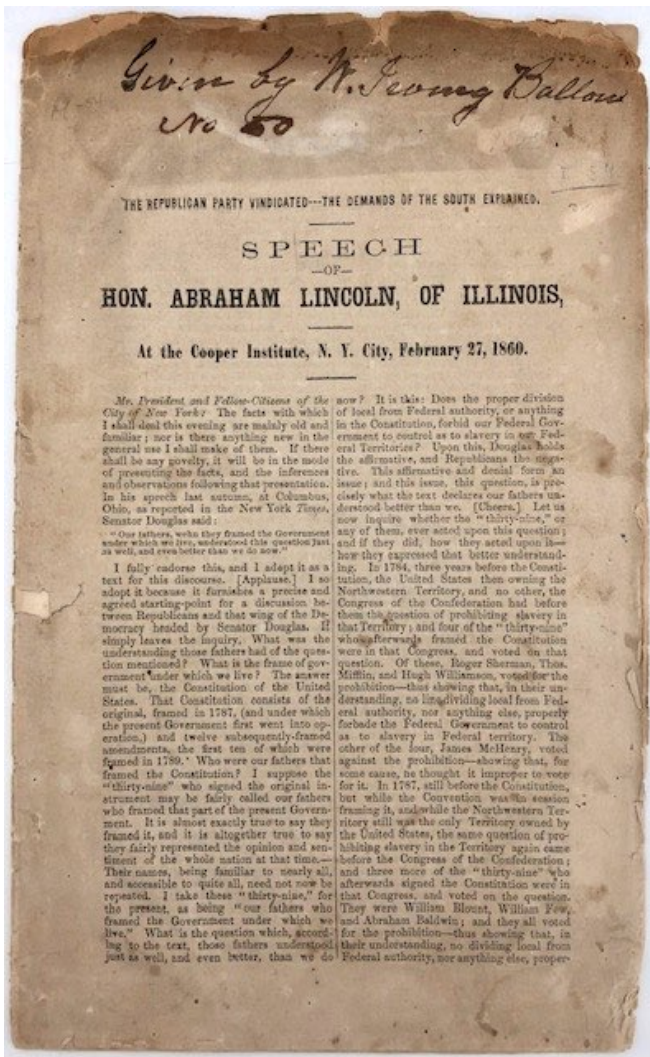 Given by W. Irving Ballou
No 60
THE REPUBLICAN PARTY VINDICATED---THE DEMANDS OF THE SOUTH EXPLAINED.
SPEECH
—OF—
HON. ABRAHAM LINCOLN, OF ILLINOIS,
At the Cooper Institute, N. Y. City, February 27, 1860.
Mr. President and Fellow-Citizens of the
City of New York: The facts with which
I shall deal this evening are mainly old and
familiar; nor is there anything new in the
general use I shall make of them. If there
shall be any novelty, it will be in the mode
of presenting the facts, and the inferences
and observations following that presentation.
In his speech last autumn, at Columbus,
Ohio, as reported in the New York Times,
Senator Douglas said:
"Our fathers, wehn they framed the Government
under which we live, understood this question just
as well, and even better than we do now."
I fully endorse this, and I adopt it as a
text for this discourse. [Applause.] I so
adopt it because it furnishes a precise and
agreed starting-point for a discussion be-
tween Republicans and that wing of the De-
mocracy headed by Senator Douglas. It
simply leaves the inquiry, What was the
understanding those fathers had of the ques-
tion mentioned? What is the frame of gov-
ernment under which we live? The answer
must be, the Constitution of the United
States. That Constitution consists of the
original, framed in 1787, (and under which
the present Government first went into op-
eration,) and twelve subsequently-framed
amendments, the first ten of which were
framed in 1789. Who were our fathers that
framed the Constitution? I suppose the
"thirty-nine" who signed the original in-
strument may be fairly called our fathers
who framed that part of the present Govern-
ment. It is almost exactly true to say they
framed it, and it is altogether true to say
they fairly represented the opinion and sen-
timent of the whole nation at that time.—
Their names, being familiar to nearly all,
and accessible to quite all, need not now be
repeated. I take these "thirty-nine," for
the present, as being "our fathers who
framed the Government under which we
live." What is the question which, accord-
ing to the text, those fathers understood
just as well, and even better, than we do
now? It is this: Does the proper division
of local from Federal authority, or anything
in the Constitution, forbid our Federal Gov-
ernment to control as to slavery in our Fed-
eral Territories? Upon this, Douglas holds
the affirmative, and Republicans the nega-
tive. This affirmative and denial form an
issue; and this issue, this question, is pre-
cisely what the text declares our fathers un-
derstood better than we. [Cheers.] Let us
now inquire whether the "thirty-nine," or
any of them, ever acted upon this question;
and if they did, how they acted upon it—
how they expressed that better understand-
ing. In 1784, three years before the Consti-
tution, the United States then owning the
Northwestern Territory, and no other, the
Congress of the Confederation had before
them the question of prohibiting slavery in
that Territory; and four of the "thirty-nine"
who afterwards framed the Constitution
were in that Congress, and voted on that
question. Of these, Roger Sherman, Thos.
Mifflin, and Hugh Williamson, voted for the
prohibition—thus showing that, in their un-
derstanding, no line dividing local from Fed-
eral authority, nor anything else, properly
forbade the Federal Government to control
as to slavery in Federal territory. The
other of the four, James McHenry, voted
against the prohibition—showing that, for
some cause, he thought it improper to vote
for it. In 1787, still before the Constitution,
but while the Convention was in session
framing it, and while the Northwestern Ter-
ritory still was the only Territory owned by
the United States, the same question of pro-
hibiting slavery in the Territory again came
before the Congress of the Confederation;
and three more of the "thirty-nine" who
afterwards signed the Constitution were in
that Congress, and voted on the question.
They were William Blount, William Few,
and Abraham Baldwin; and they all voted
for the prohibition—thus showing that, in
their understanding, no dividing local from
Federal authority, nor anything else, proper-